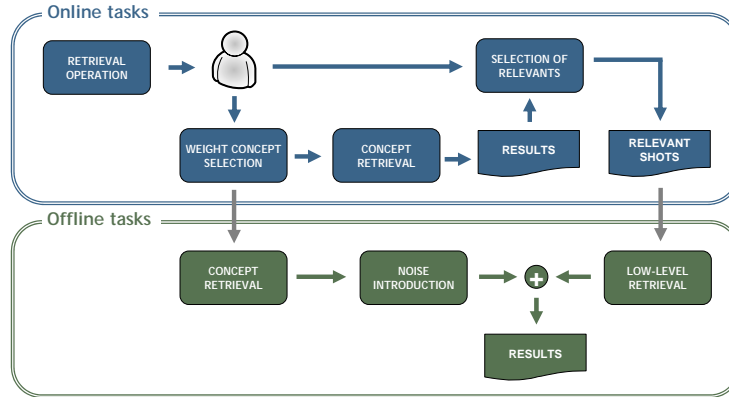 Online tasks
RETRIEVAL
OPERATION
SELECTION OF
RELEVANTS
WEIGHT CONCEPT
SELECTION
CONCEPT
RETRIEVAL
RESULTS
RELEVANT
SHOTS
Offline tasks
CONCEPT
RETRIEVAL
NOISE
INTRODUCTION
+
LOW-LEVEL
RETRIEVAL
RESULTS